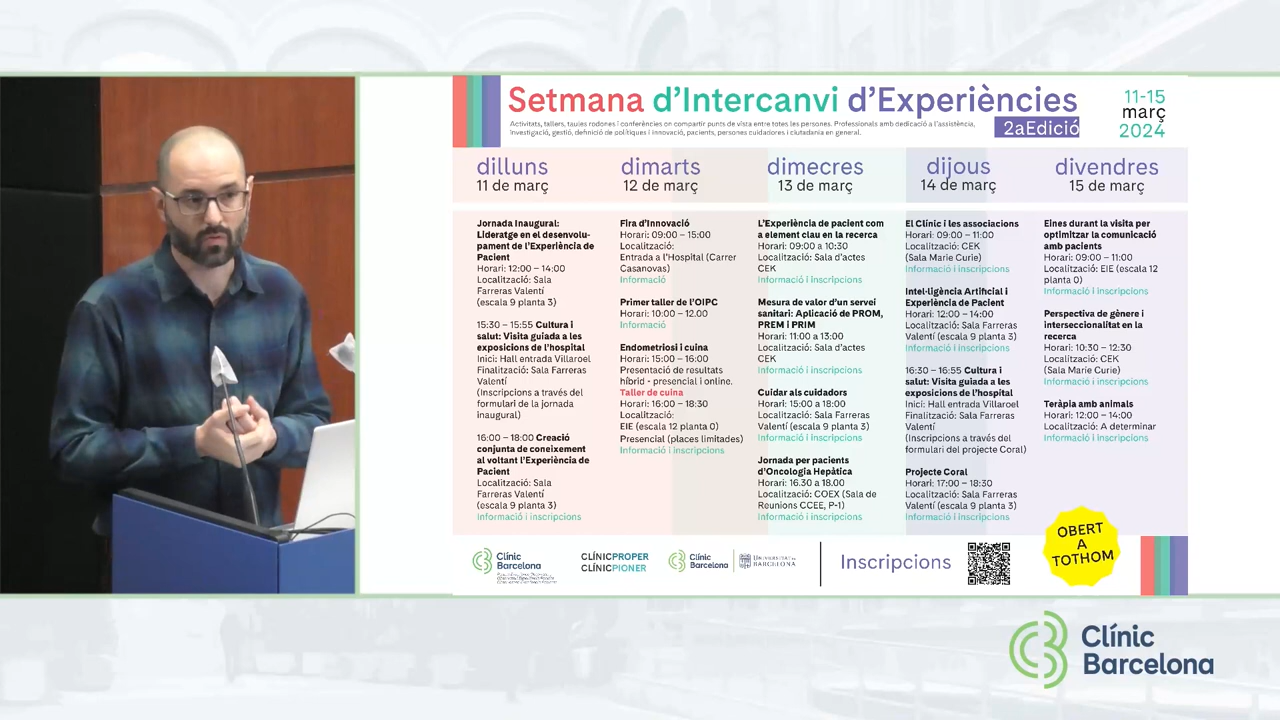 Setmana d'Intercanvi d'Experiències
Activitats, tallers, taules rodones i conferències on compartir punts de vista entre totes les persones. Professionals amb dedicació a l'assistència,
investigació, gestió, definició de polítiques i innovació, pacients, persones cuidadores i ciutadania en general.
2aEdició
11-15
març
2024
dilluns
11 de març
dimarts
12 de març
dimecres
13 de març
dijous
14 de març
divendres
15 de març
Jornada Inaugural:
Lideratge en el desenvolu-
pament de l'Experiència de
Pacient
Horari: 12:00 – 14:00
Localització: Sala
Farreras Valentí
(escala 9 planta 3)
15:30 – 15:55 Cultura i
salut: Visita guiada a les
exposicions de l'hospital
Inici: Hall entrada Villaroel
Finalització: Sala Farreras
Valentí
(Inscripcions a través del
formulari de la jornada
inaugural)
16:00 – 18:00 Creació
conjunta de coneixement
al voltant l'Experiència de
Pacient
Localització: Sala
Farreras Valentí
(escala 9 planta 3)
Informació i inscripcions
Fira d'Innovació
Horari: 09:00 – 15:00
Localització:
Entrada a l'Hospital (Carrer
Casanovas)
Informació
Primer taller de l'OIPC
Horari: 10:00 – 12.00
Informació
Endometriosi i cuina
Horari: 15:00 – 16:00
Presentació de resultats
híbrid - presencial i online.
Taller de cuina
Horari: 16:00 – 18:30
Localització:
EIE (escala 12 planta 0)
Presencial (places limitades)
Informació i inscripcions
L'Experiència de pacient com
a element clau en la recerca
Horari: 09:00 a 10:30
Localització: Sala d'actes
CEK
Informació i inscripcions
Mesura de valor d'un servei
sanitari: Aplicació de PROM,
PREM i PRIM
Horari: 11:00 a 13:00
Localització: Sala d'actes
CEK
Informació i inscripcions
Cuidar als cuidadors
Horari: 15:00 a 18:00
Localització: Sala Farreras
Valentí (escala 9 planta 3)
Informació i inscripcions
Jornada per pacients
d'Oncologia Hepàtica
Horari: 16.30 a 18.00
Localització: COEX (Sala de
Reunions CCEE, P-1)
Informació i inscripcions
El Clínic i les associacions
Horari: 09:00 – 11:00
Localització: CEK
(Sala Marie Curie)
Informació i inscripcions
Intel·ligència Artificial i
Experiència de Pacient
Horari: 12:00 – 14:00
Localització: Sala Farreras
Valentí (escala 9 planta 3)
Informació i inscripcions
16:30 – 16:55 Cultura i
salut: Visita guiada a les
exposicions de l'hospital
Inici: Hall entrada Villaroel
Finalització: Sala Farreras
Valentí
(Inscripcions a través del
formulari del projecte Coral)
Projecte Coral
Horari: 17:00 – 18:30
Localització: Sala Farreras
Valentí (escala 9 planta 3)
Informació i inscripcions
Eines durant la visita per
optimitzar la comunicació
amb pacients
Horari: 09:00 – 11:00
Localització: EIE (escala 12
planta 0)
Informació i inscripcions
Perspectiva de gènere i
interseccionalitat en la
recerca
Horari: 10:30 – 12:30
Localització: CEK
(Sala Marie Curie)
Informació i inscripcions
Teràpia amb animals
Horari: 12:00 – 14:00
Localització: A determinar
Informació i inscripcions
OBERT
A
TOTHOM
Clínic
Barcelona
CLÍNICPROPER
CLÍNICPIONER
Clínic
Barcelona
UNIVERSITAT DE
BARCELONA
Inscripcions
Clínic
Barcelona